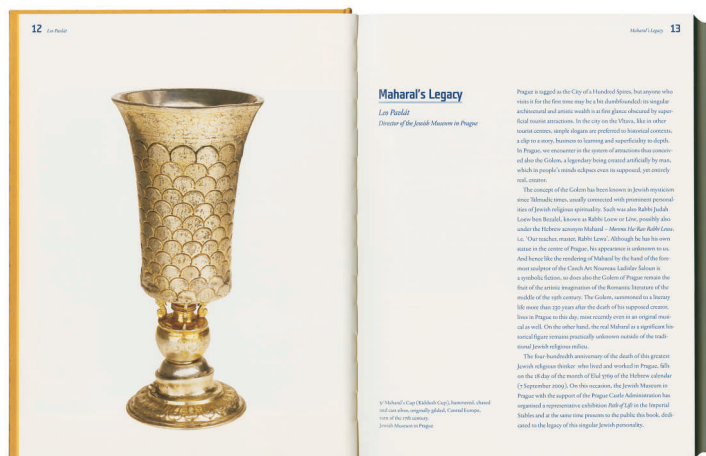 12 Leo Pavlát
Maharal's Legacy 13
Maharal's Legacy
Leo Pavlát
Director of the Jewish Museum in Prague
Prague is tagged as the City of a Hundred Spires, but anyone who
visits it for the first time may be a bit dumbfounded: its singular
architectural and artistic wealth is at first glance obscured by super-
ficial tourist attractions. In the city on the Vltava, like in other
tourist centres, simple slogans are preferred to historical contexts,
a clip to a story, business to learning and superficiality to depth.
In Prague, we encounter in the system of attractions thus conceiv-
ed also the Golem, a legendary being created artificially by man,
which in people's minds eclipses even its supposed, yet entirely
real, creator.
The concept of the Golem has been known in Jewish mysticism
since Talmudic times, usually connected with prominent personal-
ities of Jewish religious spirituality. Such was also Rabbi Judah
Loew ben Bezalel, known as Rabbi Loew or Löw, possibly also
under the Hebrew acronym Maharal – Morenu Ha-Rav Rabbi Lewa,
i.e. 'Our teacher, master, Rabbi Lewa'. Although he has his own
statue in the centre of Prague, his appearance is unknown to us.
And hence like the rendering of Maharal by the hand of the fore-
most sculptor of the Czech Art Nouveau Ladislav Šaloun is
a symbolic fiction, so does also the Golem of Prague remain the
fruit of the artistic imagination of the Romantic literature of the
middle of the 19th century. The Golem, summoned to a literary
life more than 230 years after the death of his supposed creator,
lives in Prague to this day, most recently even in an original musi-
cal as well. On the other hand, the real Maharal as a significant his-
torical figure remains practically unknown outside of the tradi-
tional Jewish religious milieu.
The four-hundredth anniversary of the death of this greatest
Jewish religious thinker who lived and worked in Prague, falls
on the 18 day of the month of Elul 5769 of the Hebrew calendar
(7 September 2009). On this occasion, the Jewish Museum in
Prague with the support of the Prague Castle Administration has
organized a representative exhibition Path of Life in the Imperial
Stables and at the same time presents to the public this book, dedi-
cated to the legacy of this singular Jewish personality.
Maharal's Cup (Kiddush Cup), hammered, chased
and cast silver, originally gilded, Central Europe,
of the 17th century.
Jewish Museum in Prague